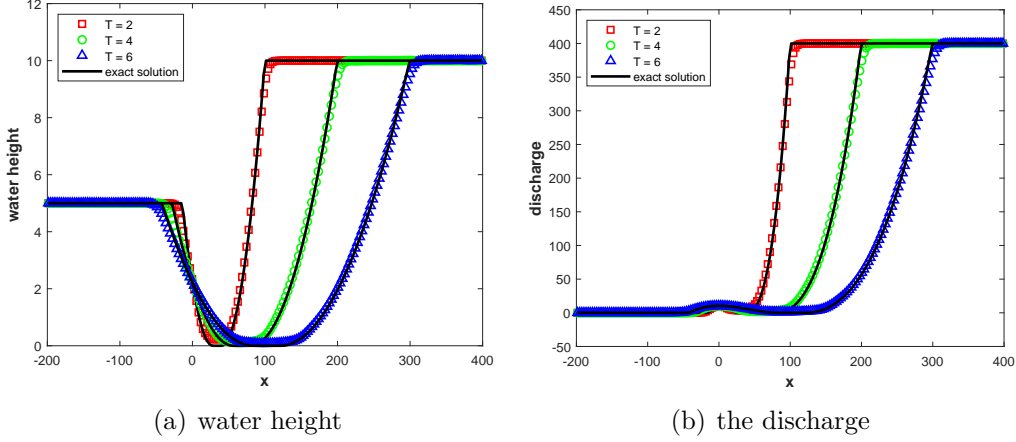 12
10
8
6
4
2
0
water height
T = 2
T = 4
T = 6
exact solution
-200 -100 0 100 200 300 400
x
(a) water height
450
400
350
300
250
200
150
100
50
0
-50
discharge
T = 2
T = 4
T = 6
exact solution
-200 -100 0 100 200 300 400
x
(b) the discharge